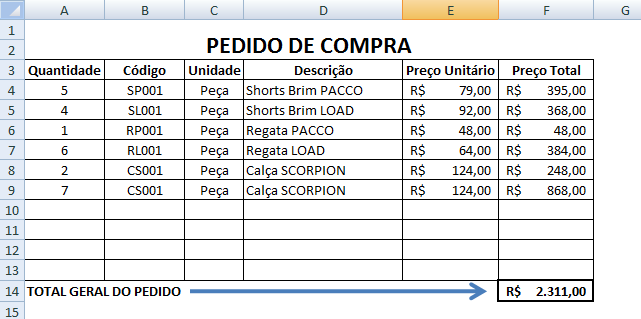 A B C D E F G
1
2 PEDIDO DE COMPRA
3 Quantidade Código Unidade Descrição Preço Unitário Preço Total
4 5 SP001 Peça Shorts Brim PACCO R$ 79,00 R$ 395,00
5 4 SL001 Peça Shorts Brim LOAD R$ 92,00 R$ 368,00
6 1 RP001 Peça Regata PACCO R$ 48,00 R$ 48,00
7 6 RL001 Peça Regata LOAD R$ 64,00 R$ 384,00
8 2 CS001 Peça Calça SCORPION R$ 124,00 R$ 248,00
9 7 CS001 Peça Calça SCORPION R$ 124,00 R$ 868,00
10
11
12
13
14 TOTAL GERAL DO PEDIDO R$ 2.311,00
15